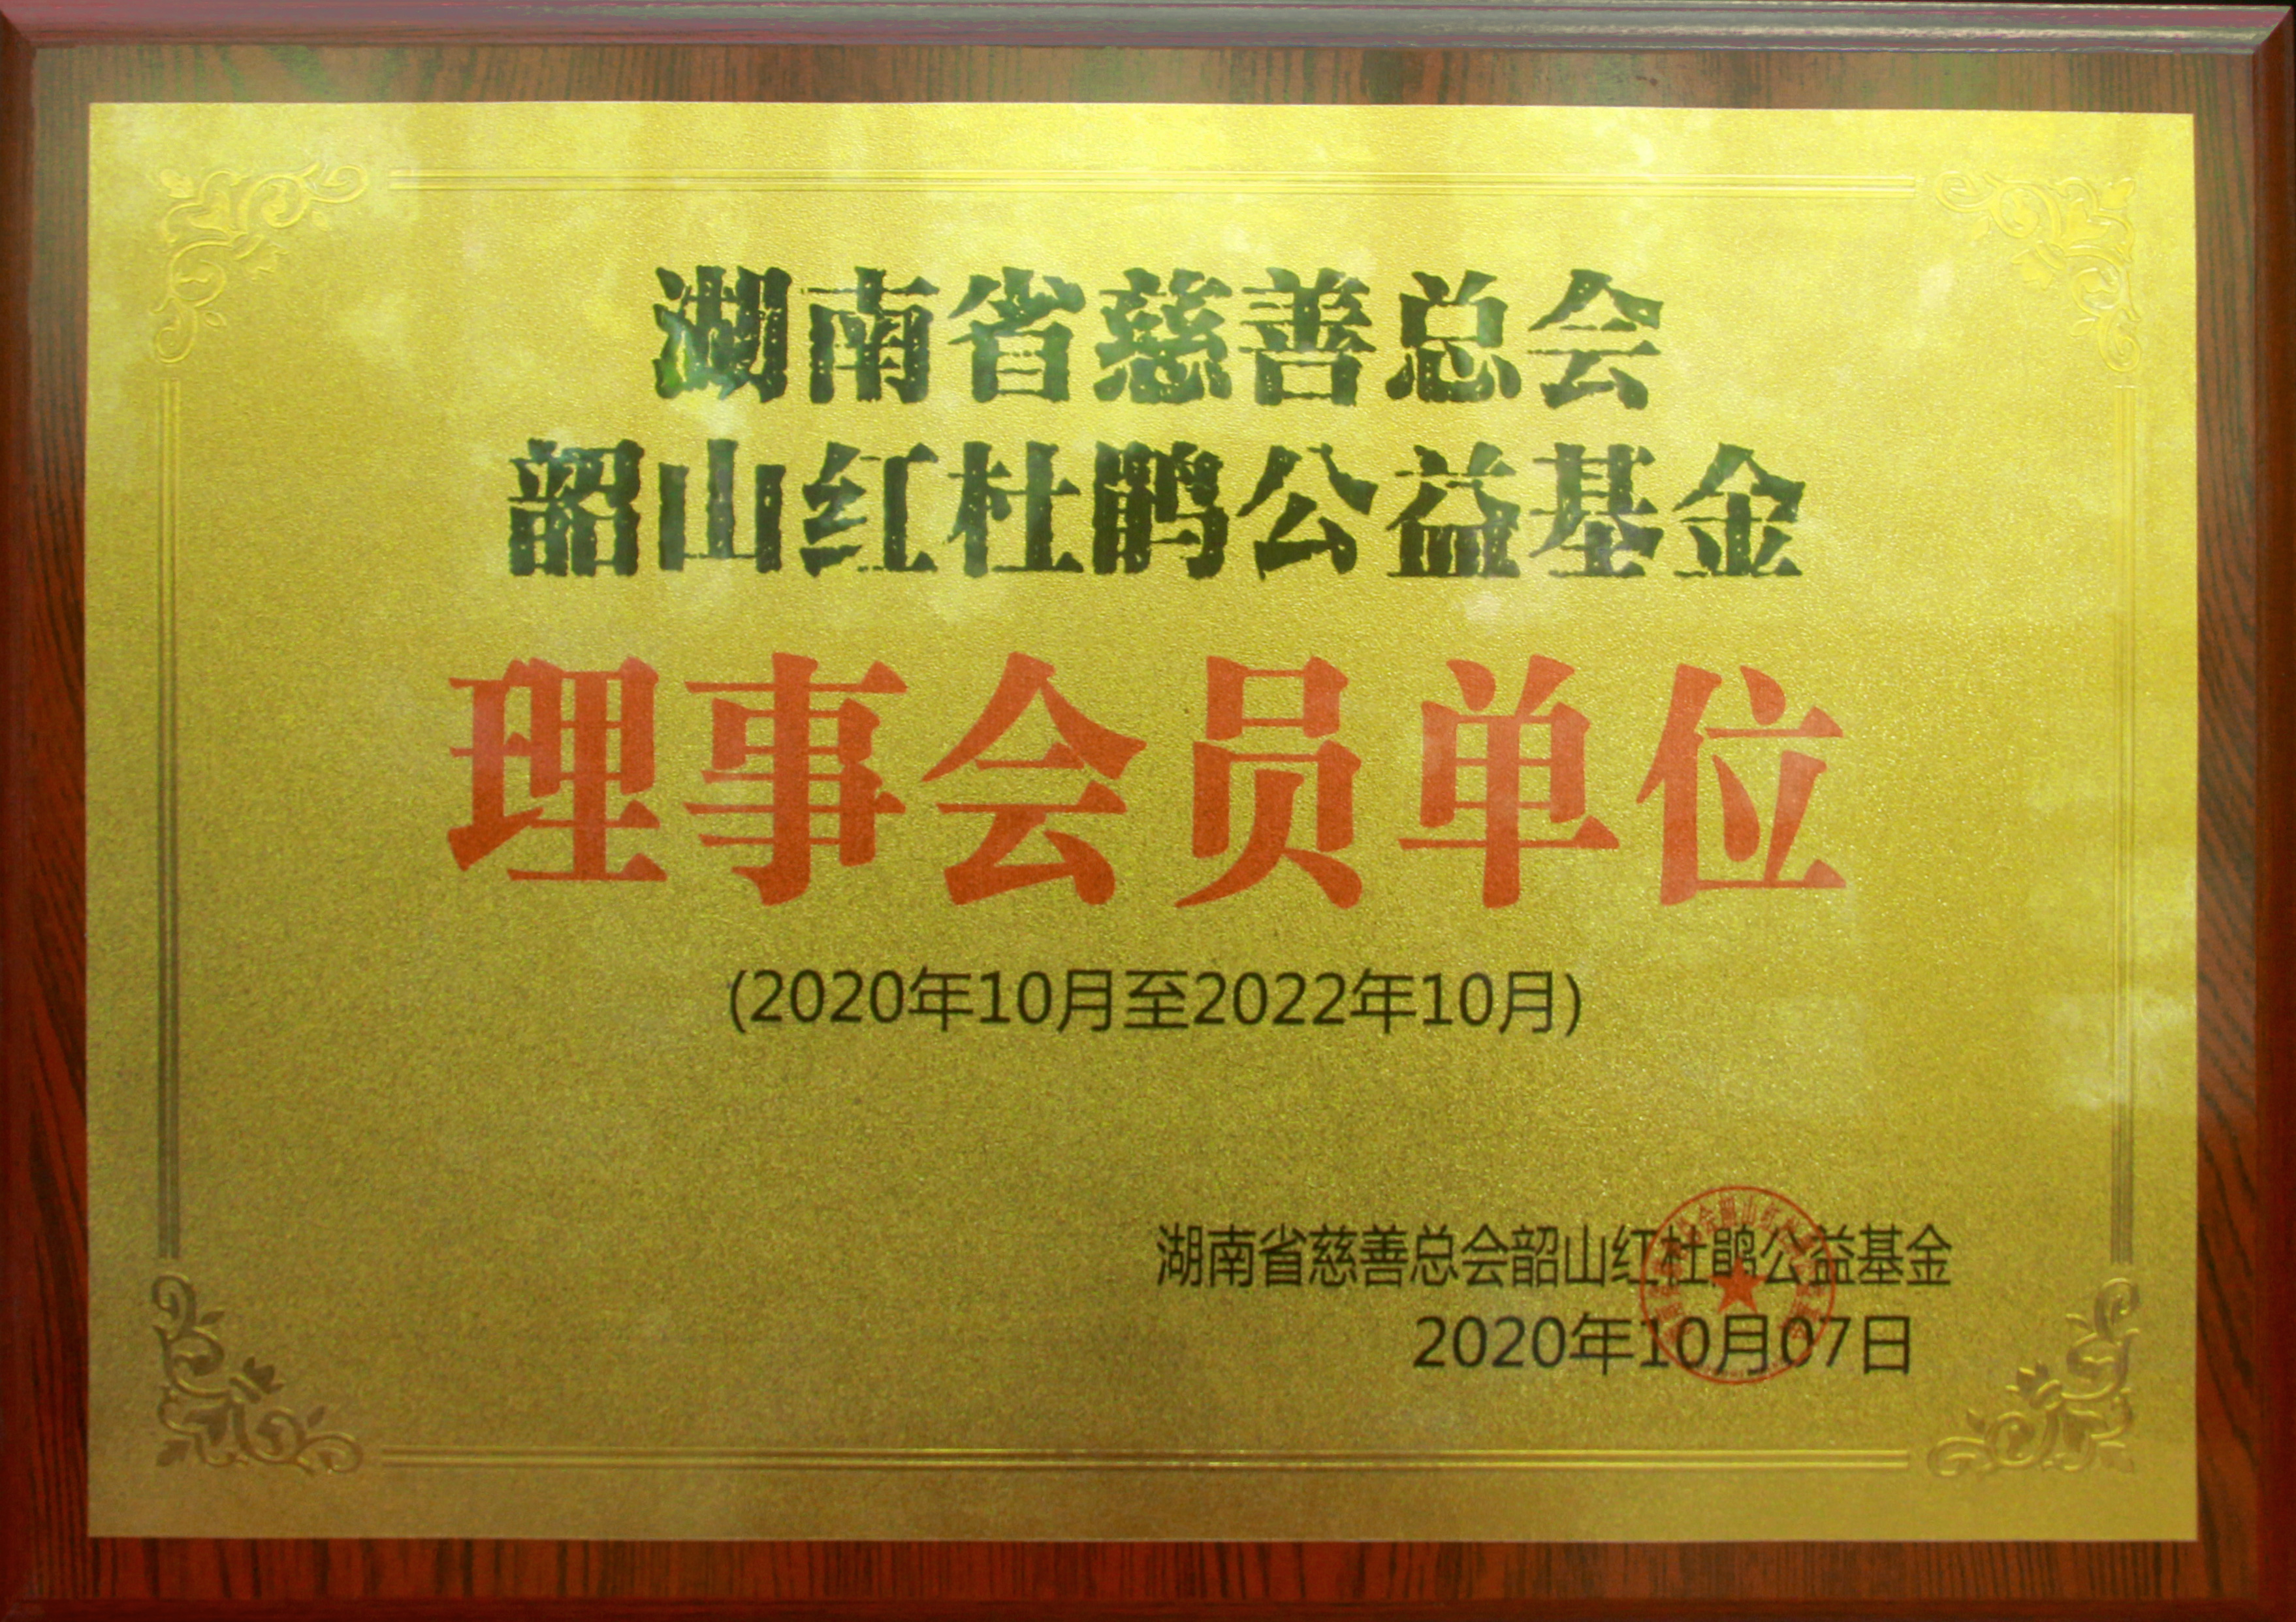 湖南省慈善总会
韶山红杜鹃公益基金
理事会员单位
(2020年10月至2022年10月)
湖南省慈善总会韶山红杜鹃公益基金
2020年10月07日